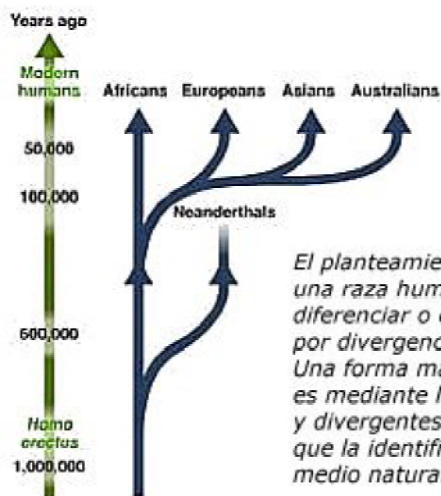 Years ago
Modern
humans
Africans Europeans Asians Australians
50,000
100,000
Neanderthals
600,000
Homo
erectus
1,000,000
El planteamie
una raza hum
diferenciar o
por divergenc
Una forma ma
es mediante
y divergentes
que la identifi
medio natura